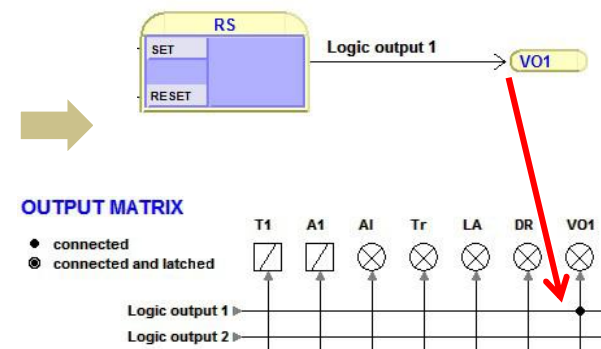 RS
SET
RESET
Logic output 1
VO1
OUTPUT MATRIX
connected
connected and latched
T1 A1 Al Tr LA DR VO1
Logic output 1
Logic output 2